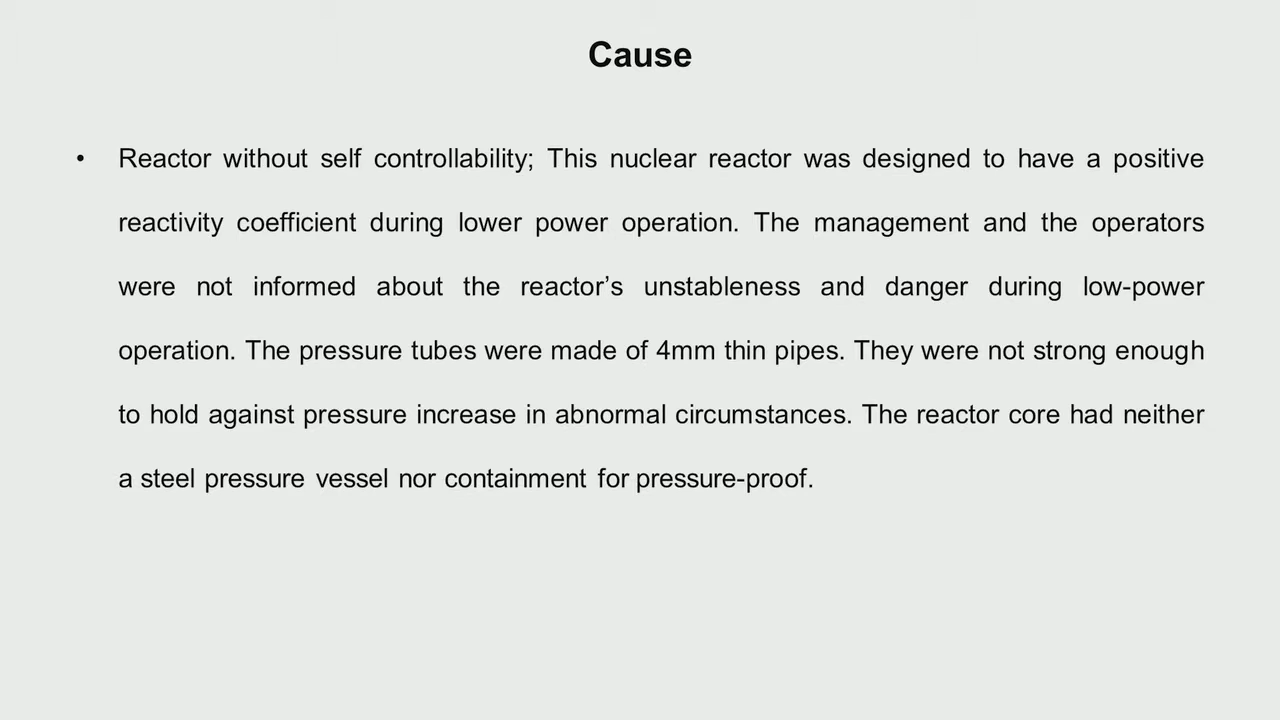 Cause
• Reactor without self controllability; This nuclear reactor was designed to have a positive
reactivity coefficient during lower power operation. The management and the operators
were not informed about the reactor’s unstableness and danger during low-power
operation. The pressure tubes were made of 4mm thin pipes. They were not strong enough
to hold against pressure increase in abnormal circumstances. The reactor core had neither
a steel pressure vessel nor containment for pressure-proof.